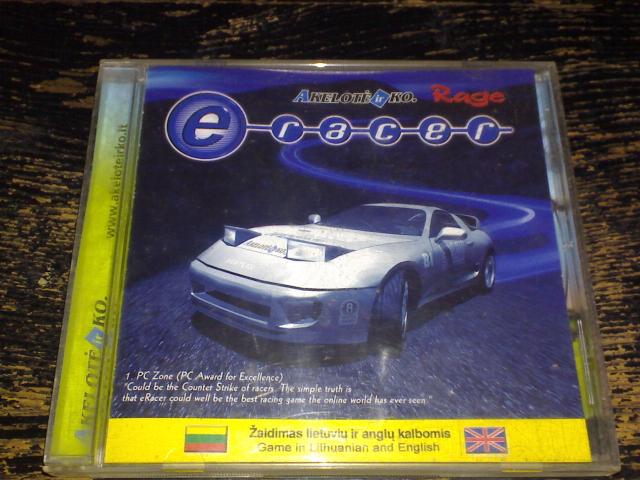 AKELOTĖ ir KO. Rage
e-racer
1 PC Zone (PC Award for Excellence)
"Could be the Counter Strike of racers. The simple truth is
that eRacer could well be the best racing game the online world has ever seen."
Žaidimas lietuvių ir anglų kalbomis
Game in Lithuanian and English
www.akeloteirko.lt
AKELOTĖ ir KO.